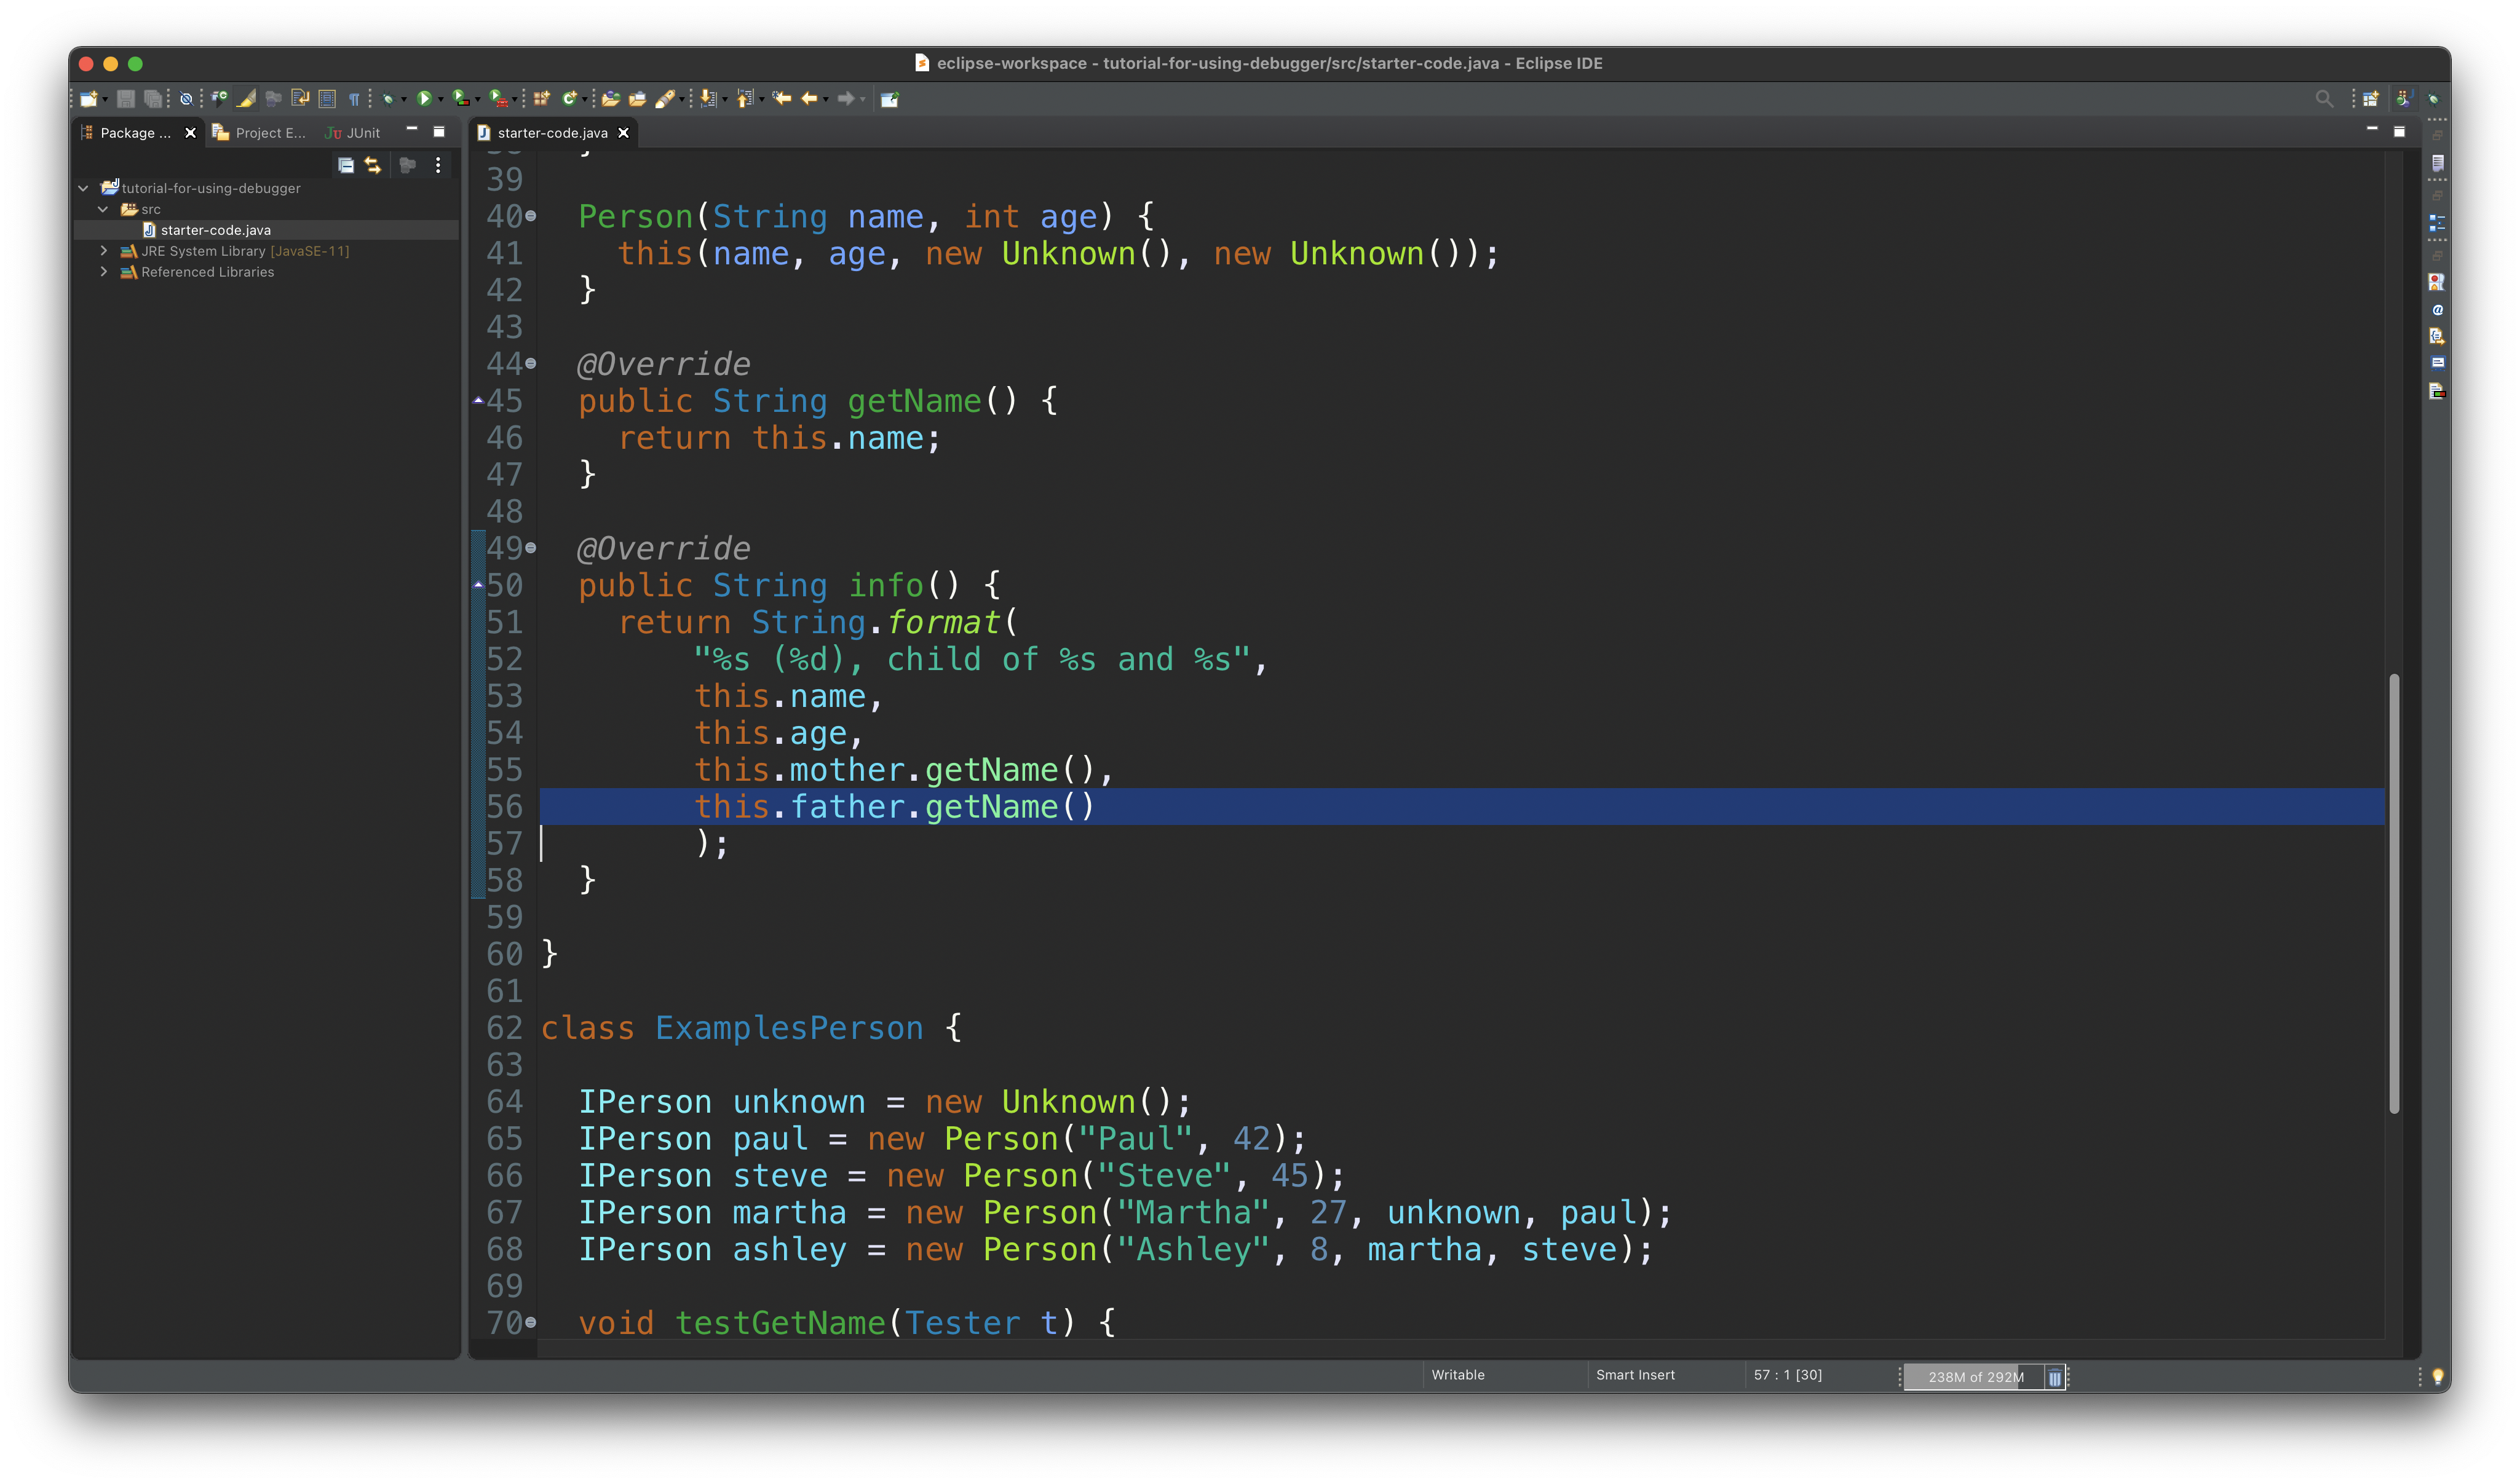 eclipse-workspace - tutorial-for-using-debugger/src/starter-code.java - Eclipse IDE
Package ...
Project E...
JUnit
tutorial-for-using-debugger
src
starter-code.java
JRE System Library [JavaSE-11]
Referenced Libraries
starter-code.java
39
40 Person(String name, int age) {
41 this(name, age, new Unknown(), new Unknown());
42 }
43
44 @Override
45 public String getName() {
46 return this.name;
47 }
48
49 @Override
50 public String info() {
51 return String.format(
52 "%s (%d), child of %s and %s",
53 this.name,
54 this.age,
55 this.mother.getName(),
56 this.father.getName()
57 );
58 }
59
60 }
61
62 class ExamplesPerson {
63
64 IPerson unknown = new Unknown();
65 IPerson paul = new Person("Paul", 42);
66 IPerson steve = new Person("Steve", 45);
67 IPerson martha = new Person("Martha", 27, unknown, paul);
68 IPerson ashley = new Person("Ashley", 8, martha, steve);
69
70 void testGetName(Tester t) {
Writable
Smart Insert
57 : 1 [30]
238M of 292M